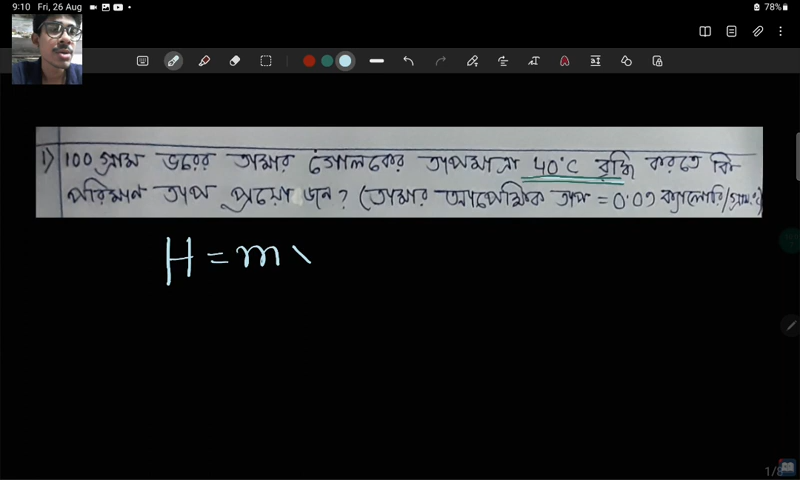 9:10 Fri, 26 Aug
78%
1) 100 গ্রাম ভরের তামার গোলকের তাপমাত্রা 40°C বৃদ্ধি করতে কি
পরিমান তাপ প্রয়োজন? (তামার আপেক্ষিক তাপ = 0.09 ক্যালোরি/গ্রাম.°C)
H = m \
1/8